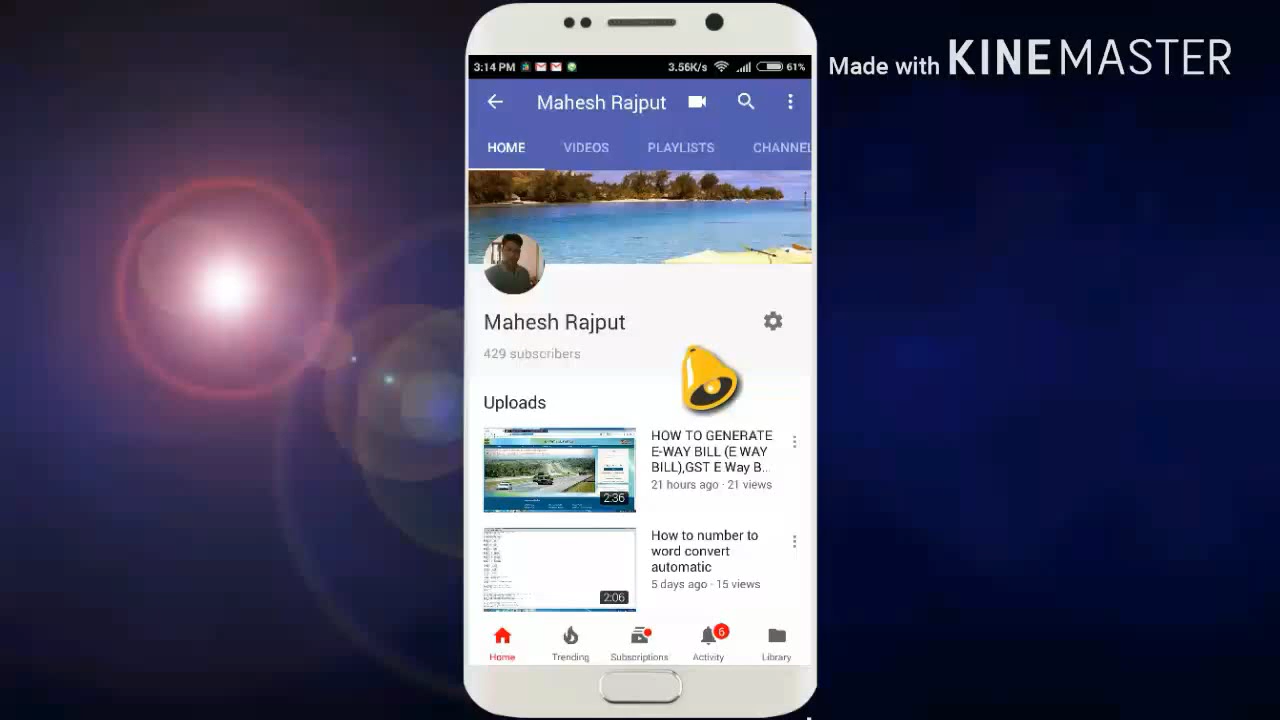 Made with KINEMASTER
3:14 PM 3.56K/s 61%
Mahesh Rajput
HOME VIDEOS PLAYLISTS CHANNEL
Mahesh Rajput
429 subscribers
Uploads
HOW TO GENERATE
E-WAY BILL (E WAY
BILL),GST E Way B..
21 hours ago · 21 views
2:36
How to number to
word convert
automatic
5 days ago · 15 views
2:06
6
Home Trending Subscriptions Activity Library